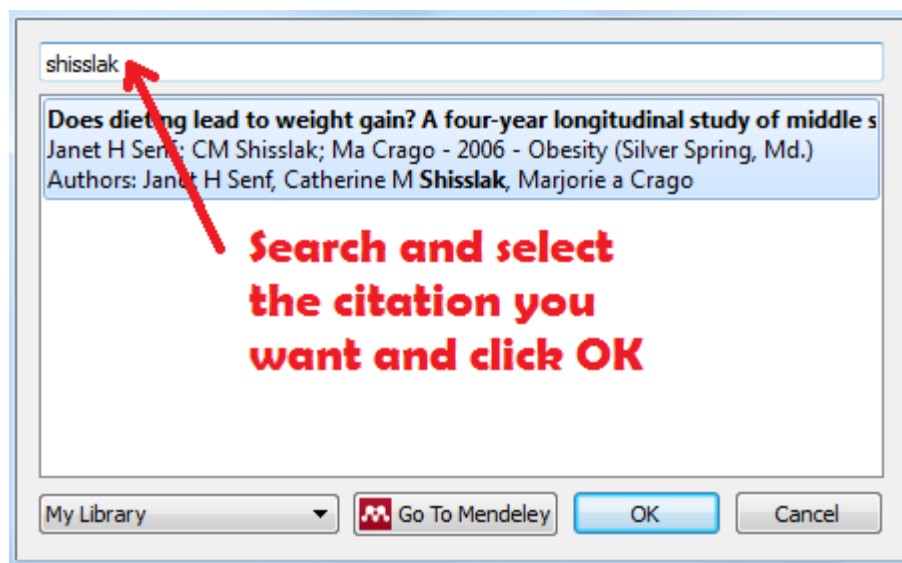 shisslak
Does dieting lead to weight gain? A four-year longitudinal study of middle s
Janet H Senf; CM Shisslak; Ma Crago - 2006 - Obesity (Silver Spring, Md.)
Authors: Janet H Senf, Catherine M Shisslak, Marjorie a Crago
Search and select
the citation you
want and click OK
My Library
Go To Mendeley
OK
Cancel